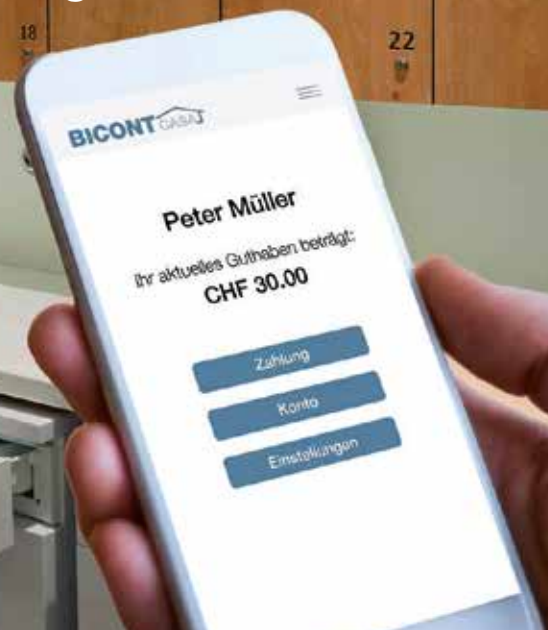 18
22
BICONT CASA
Peter Müller
Ihr aktuelles Guthaben beträgt:
CHF 30.00
Zahlung
Konto
Einstellungen